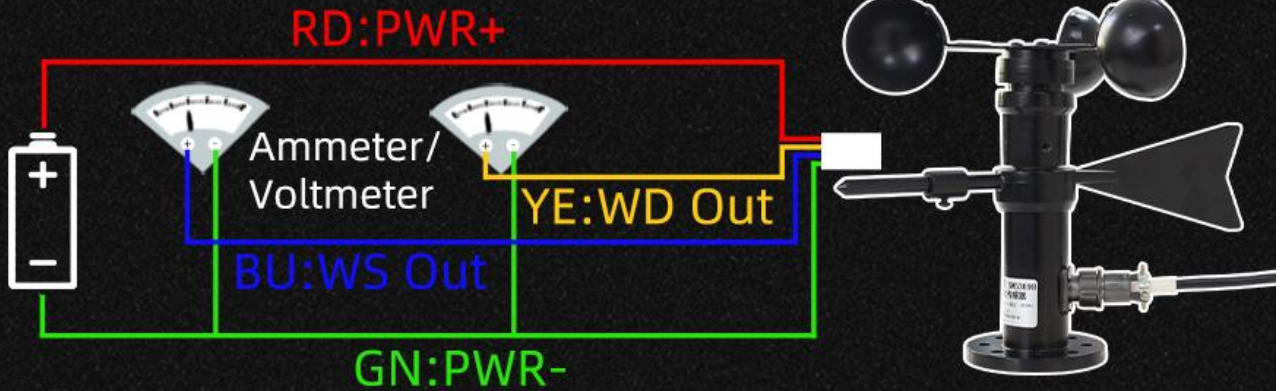 RD:PWR+
Ammeter/
Voltmeter
YE:WD Out
BU:WS Out
GN:PWR-